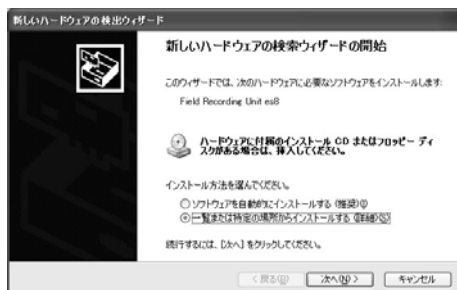 新しいハードウェアの検出ウィザード
新しいハードウェアの検索ウィザードの開始
このウィザードでは、次のハードウェアに必要なソフトウェアをインストールします:
Field Recording Unit es8
ハードウェアに付属のインストール CD またはフロッピー ディ
スクがある場合は、挿入してください。
インストール方法を選んでください。
ソフトウェアを自動的にインストールする (推奨)(I)
一覧または特定の場所からインストールする (詳細)(S)
続行するには、[次へ] をクリックしてください。
< 戻る(B) 次へ(N) > キャンセル